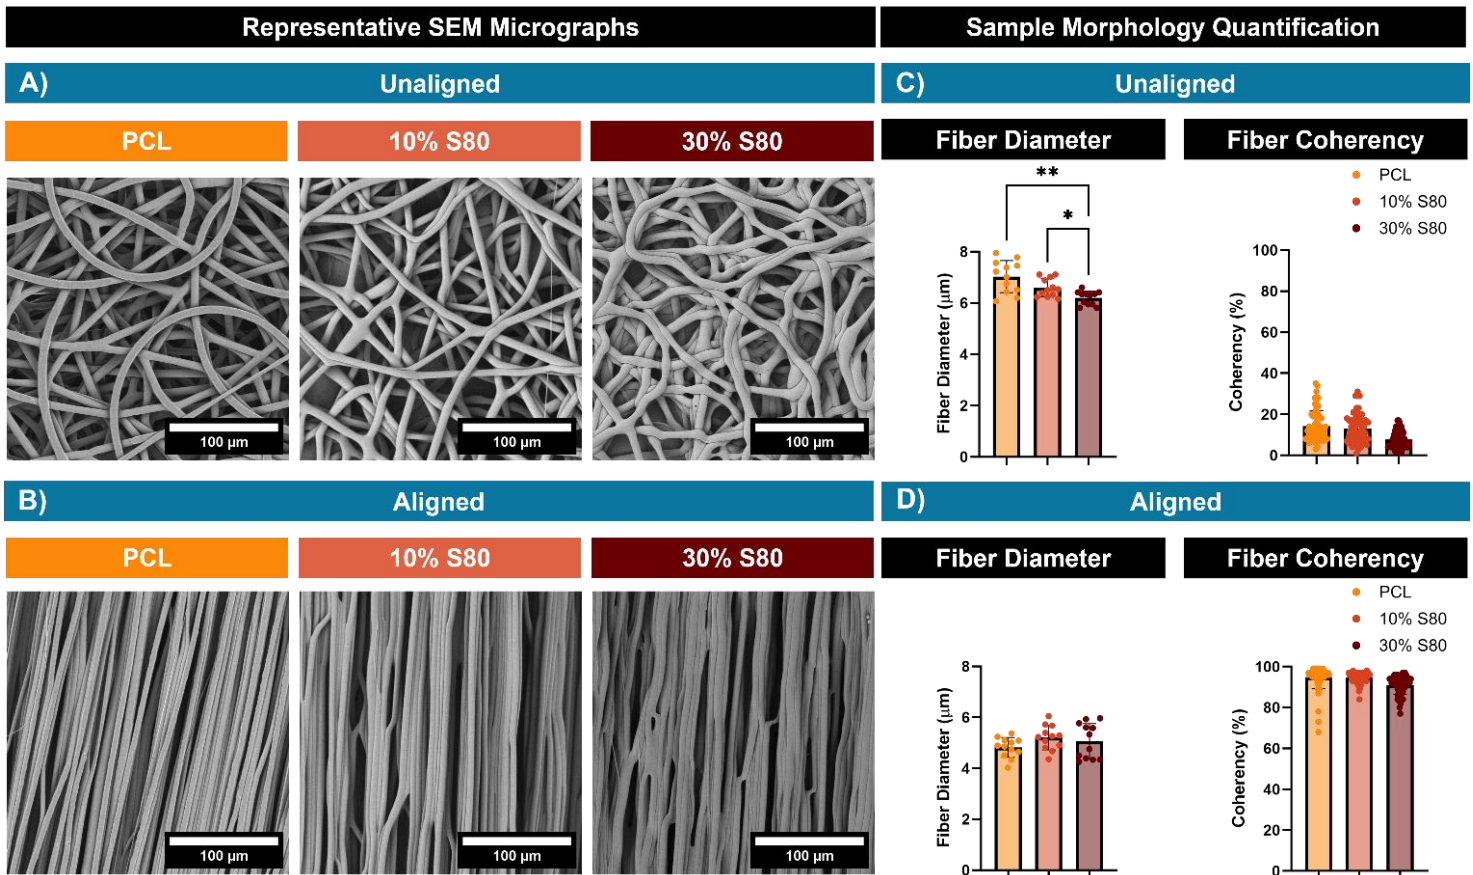 Representative SEM Micrographs
Sample Morphology Quantification
A)
Unaligned
PCL
10% S80
30% S80
100 µm
100 µm
100 µm
C)
Unaligned
Fiber Diameter
Fiber Coherency
**
*
8
6
4
2
0
Fiber Diameter (µm)
PCL
10% S80
30% S80
100
80
60
40
20
0
Coherency (%)
B)
Aligned
PCL
10% S80
30% S80
100 µm
100 µm
100 µm
D)
Aligned
Fiber Diameter
Fiber Coherency
8
6
4
2
0
Fiber Diameter (µm)
PCL
10% S80
30% S80
100
80
60
40
20
0
Coherency (%)